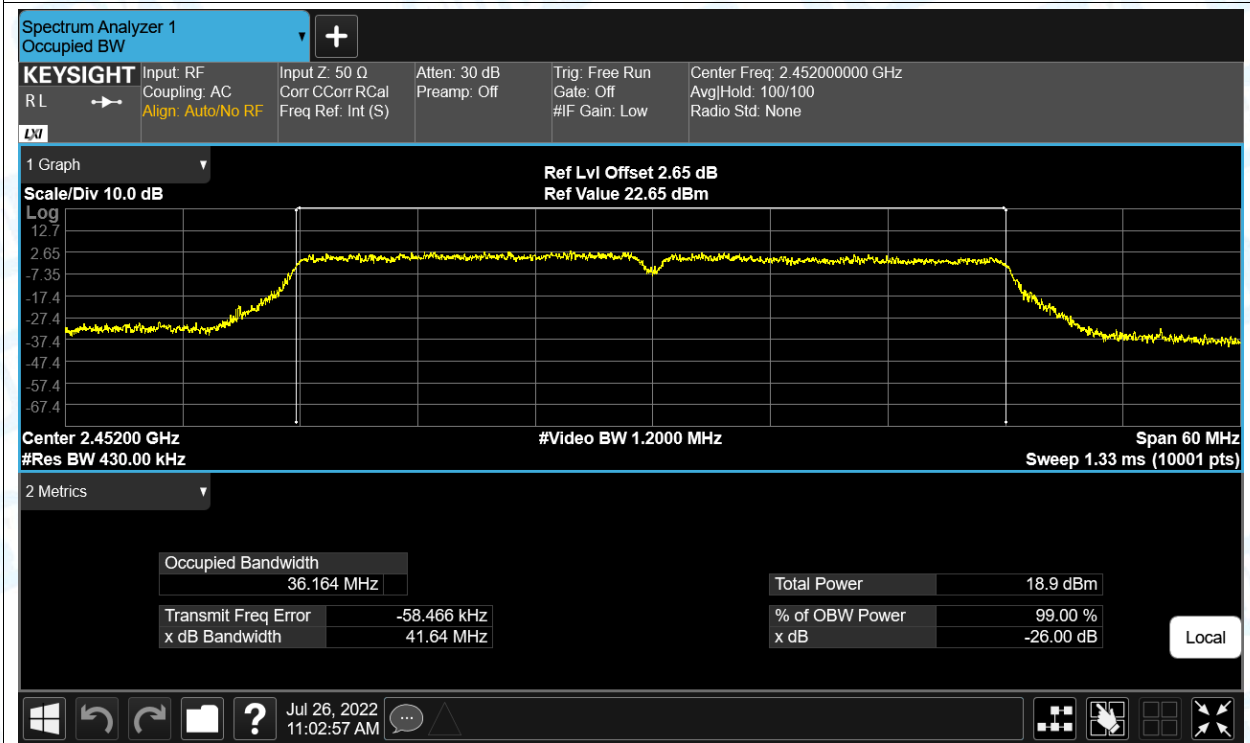 Spectrum Analyzer 1
Occupied BW
KEYSIGHT
R L
LXI
Input: RF
Coupling: AC
Align: Auto/No RF
Input Z: 50 Ω
Corr CCorr RCal
Freq Ref: Int (S)
Atten: 30 dB
Preamp: Off
Trig: Free Run
Gate: Off
#IF Gain: Low
Center Freq: 2.452000000 GHz
Avg|Hold: 100/100
Radio Std: None
1 Graph
Scale/Div 10.0 dB
Ref Lvl Offset 2.65 dB
Ref Value 22.65 dBm
Log
12.7
2.65
-7.35
-17.4
-27.4
-37.4
-47.4
-57.4
-67.4
Center 2.45200 GHz
#Video BW 1.2000 MHz
Span 60 MHz
#Res BW 430.00 kHz
Sweep 1.33 ms (10001 pts)
2 Metrics
Occupied Bandwidth
36.164 MHz
Transmit Freq Error -58.466 kHz
x dB Bandwidth 41.64 MHz
Total Power 18.9 dBm
% of OBW Power 99.00 %
x dB -26.00 dB
Local
?
Jul 26, 2022
11:02:57 AM